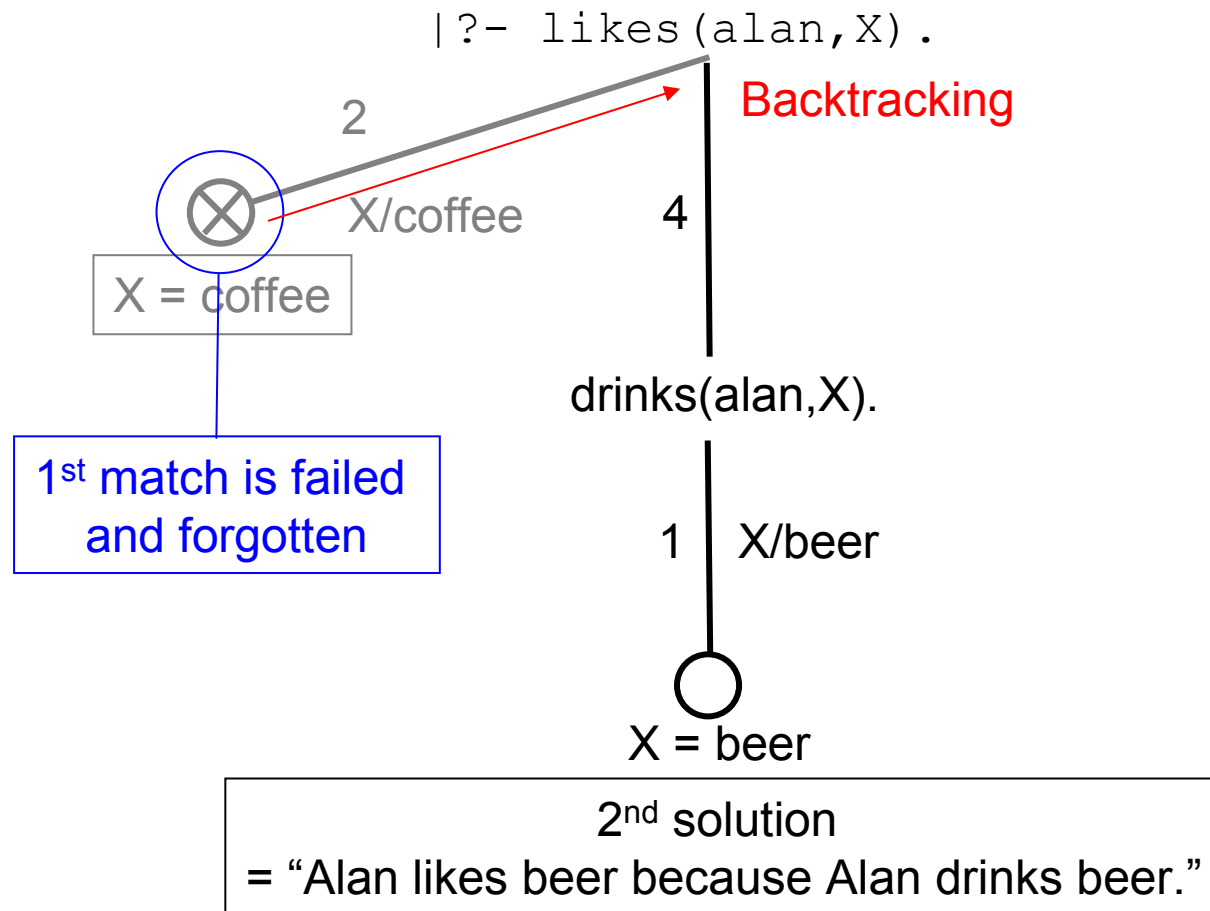 |?- likes(alan,X).
Backtracking
2
X/coffee
4
X = coffee
drinks(alan,X).
1st match is failed
and forgotten
1
X/beer
X = beer
2nd solution
= “Alan likes beer because Alan drinks beer.”